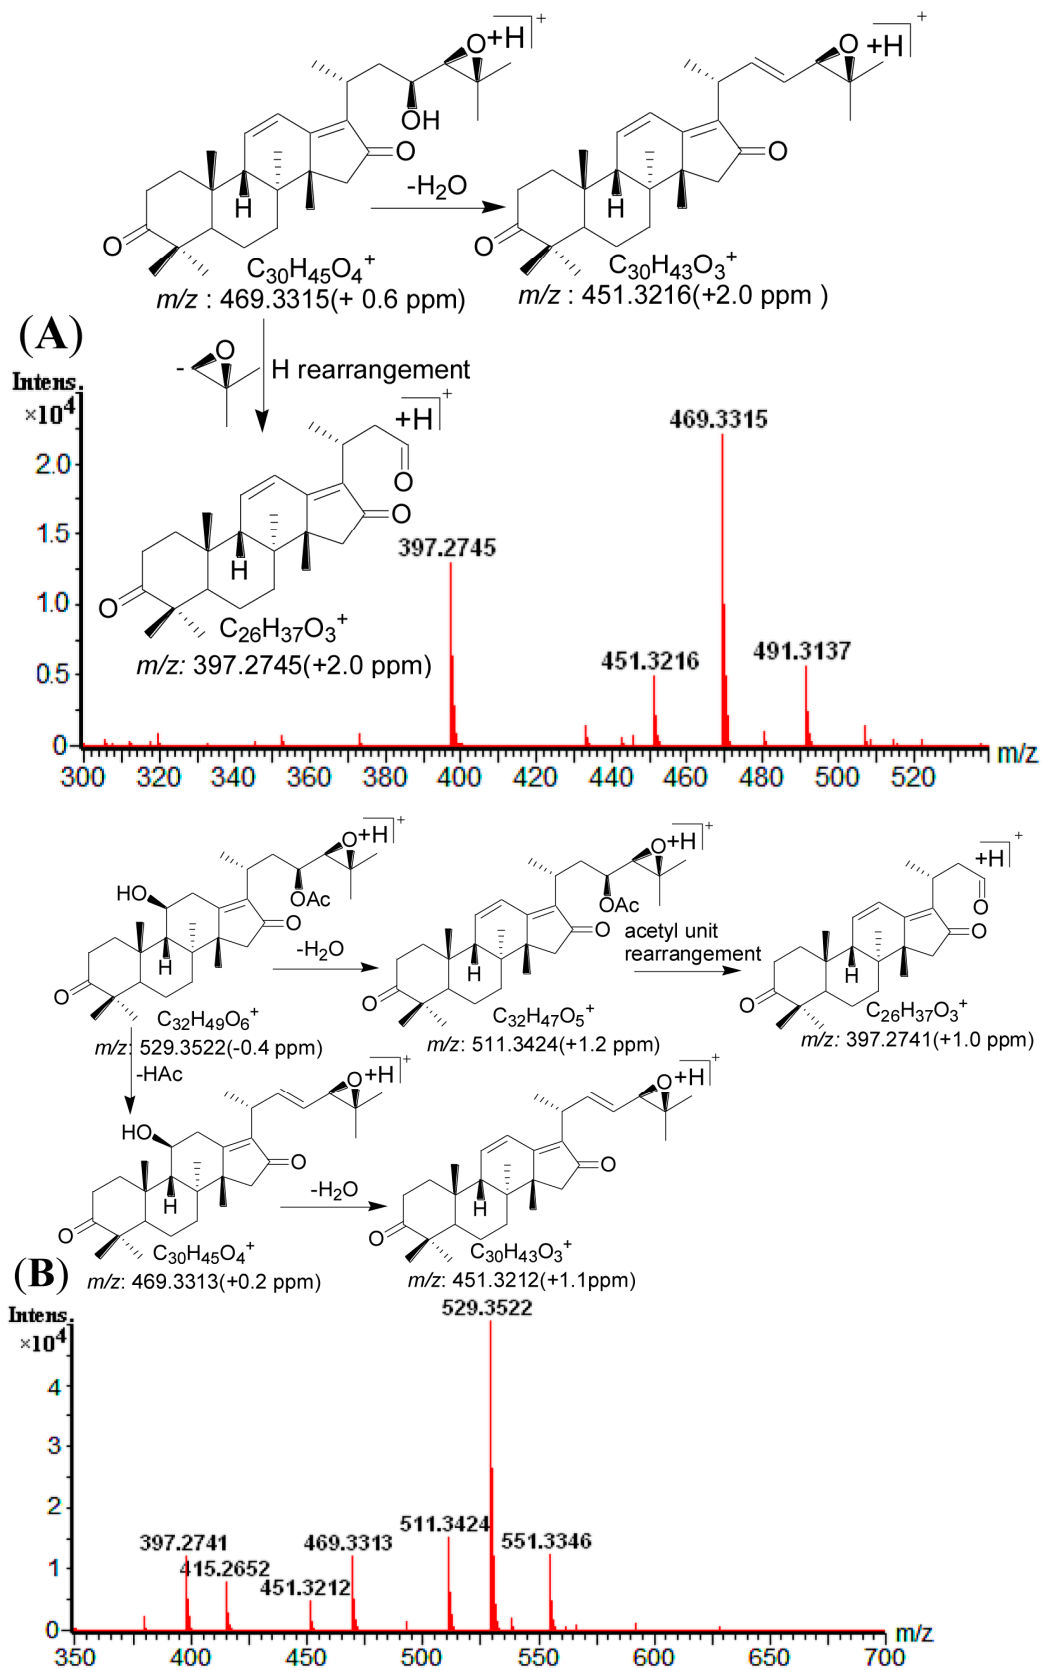 O+H +
O +H +
OH
O
O
-H2O
H
H
O
O
C30H45O4+
C30H43O3+
m/z : 469.3315(+ 0.6 ppm)
m/z : 451.3216(+2.0 ppm )
(A)
- O
H rearrangement
Intens.
×10^4
+H +
469.3315
O
2.0
O
1.5
397.2745
H
1.0
O
C26H37O3+
m/z: 397.2745(+2.0 ppm)
451.3216
491.3137
0.5
0
300 320 340 360 380 400 420 440 460 480 500 520 m/z
O+H +
O+H +
+H +
HO
OAc
OAc
O
O
O
O
-H2O
acetyl unit
rearrangement
H
H
H
O
O
O
C32H49O6+
C32H47O5+
C26H37O3+
m/z: 529.3522(-0.4 ppm)
m/z: 511.3424(+1.2 ppm)
m/z: 397.2741(+1.0 ppm)
-HAc
O+H +
O+H +
HO
O
O
-H2O
H
H
O
O
C30H45O4+
C30H43O3+
m/z: 469.3313(+0.2 ppm)
m/z: 451.3212(+1.1ppm)
(B)
Intens.
×10^4
529.3522
4
3
2
511.3424
397.2741
469.3313
551.3346
1
415.2652
451.3212
0
350 400 450 500 550 600 650 700 m/z